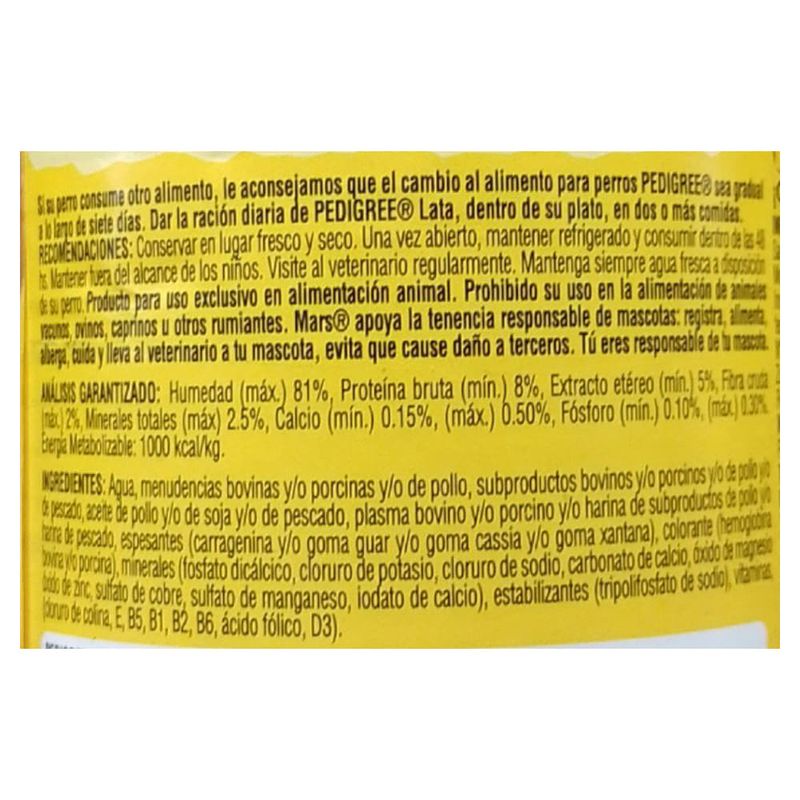 Si su perro consume otro alimento, le aconsejamos que el cambio al alimento para perros PEDIGREE® sea gradual
a lo largo de siete días. Dar la ración diaria de PEDIGREE® Lata, dentro de su plato, en dos o más comidas.
RECOMENDACIONES: Conservar en lugar fresco y seco. Una vez abierto, mantener refrigerado y consumir dentro de las 48
hs. Mantener fuera del alcance de los niños. Visite al veterinario regularmente. Mantenga siempre agua fresca a disposición
de su perro. Producto para uso exclusivo en alimentación animal. Prohibido su uso en la alimentación de animales
vacunos, ovinos, caprinos u otros rumiantes. Mars® apoya la tenencia responsable de mascotas: registra, alimenta,
alberga, cuida y lleva al veterinario a tu mascota, evita que cause daño a terceros. Tú eres responsable de tu mascota.
ANÁLISIS GARANTIZADO: Humedad (máx.) 81%, Proteína bruta (mín.) 8%, Extracto etéreo (mín.) 5%, Fibra cruda
(máx.) 2%, Minerales totales (máx) 2.5%, Calcio (mín.) 0.15%, (máx.) 0.50%, Fósforo (mín.) 0.10%, (máx.) 0.30%.
Energía Metabolizable: 1000 kcal/kg.
INGREDIENTES: Agua, menudencias bovinas y/o porcinas y/o de pollo, subproductos bovinos y/o porcinos y/o de pollo y/o
de pescado, aceite de pollo y/o de soja y/o de pescado, plasma bovino y/o porcino y/o harina de subproductos de pollo y/o
harina de pescado, espesantes (carragenina y/o goma guar y/o goma cassia y/o goma xantana), colorante (hemoglobina
bovina y/o porcina), minerales (fosfato dicálcico, cloruro de potasio, cloruro de sodio, carbonato de calcio, óxido de magnesio,
óxido de zinc, sulfato de cobre, sulfato de manganeso, iodato de calcio), estabilizantes (tripolifosfato de sodio), vitaminas,
(cloruro de colina, E, B5, B1, B2, B6, ácido fólico, D3).